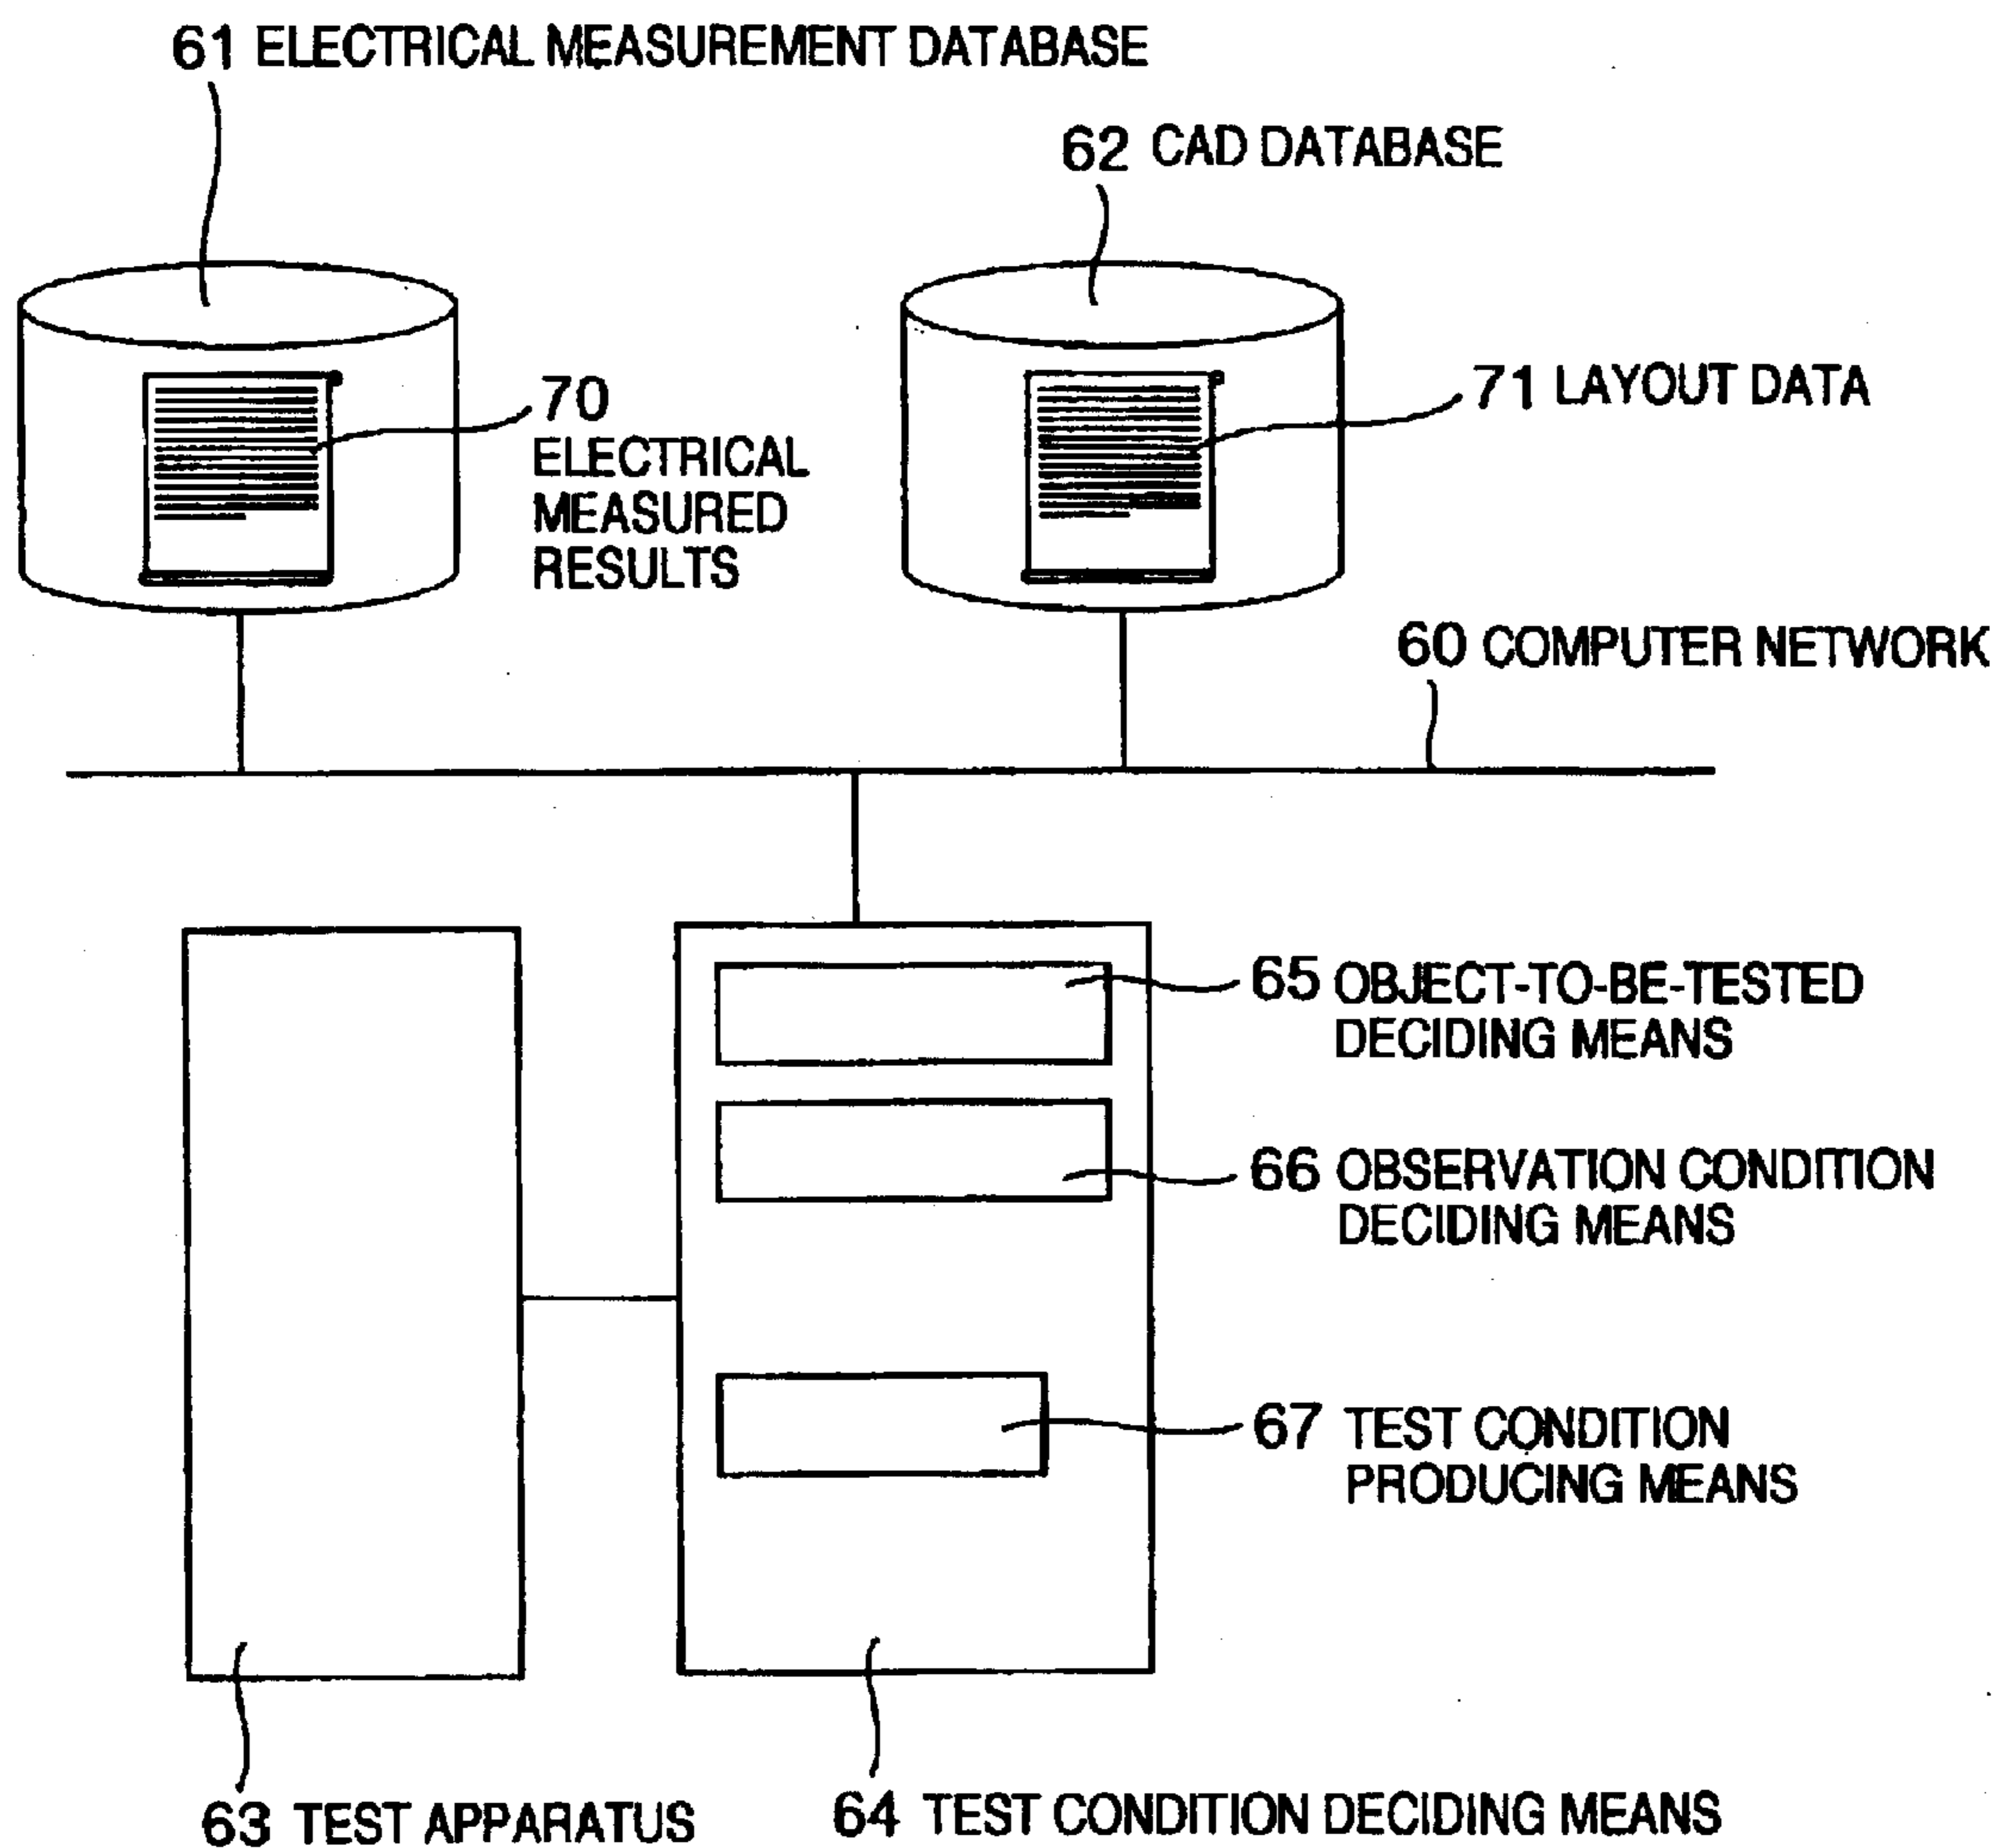 61 ELECTRICAL MEASUREMENT DATABASE
62 CAD DATABASE
70
ELECTRICAL
MEASURED
RESULTS
71 LAYOUT DATA
60 COMPUTER NETWORK
65 OBJECT-TO-BE-TESTED
DECIDING MEANS
66 OBSERVATION CONDITION
DECIDING MEANS
67 TEST CONDITION
PRODUCING MEANS
63 TEST APPARATUS
64 TEST CONDITION DECIDING MEANS